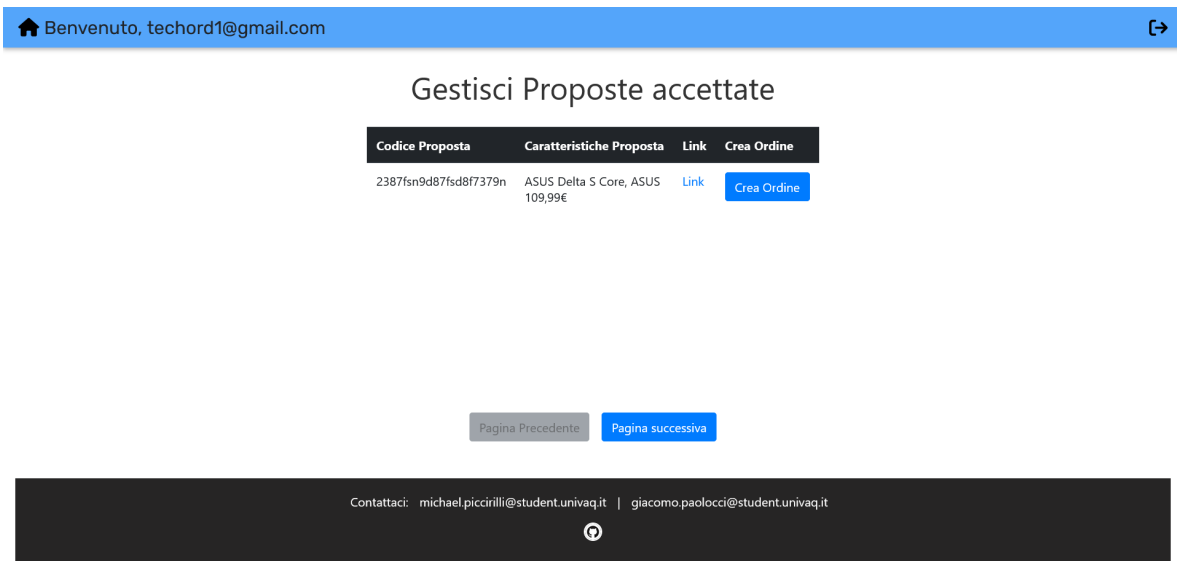 Benvenuto, techord1@gmail.com
Gestisci Proposte accettate
Codice Proposta Caratteristiche Proposta Link Crea Ordine
2387fsn9d87fsd8f7379n ASUS Delta S Core, ASUS Link Crea Ordine
109,99€
Pagina Precedente Pagina successiva
Contattaci: michael.piccirilli@student.univaq.it | giacomo.paolocci@student.univaq.it